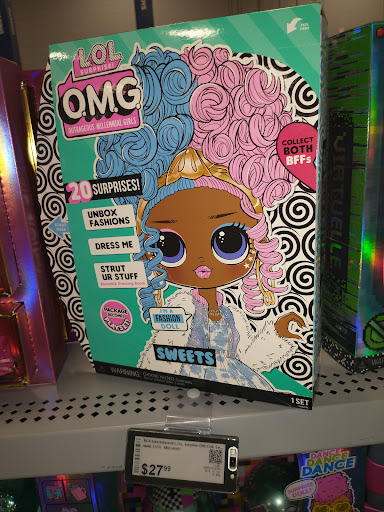 L.O.L.
SURPRISE!
O.M.G.
OUTRAGEOUS MILLENNIAL GIRLS
COLLECT
BOTH
BFFs
20 SURPRISES!
UNBOX
FASHIONS
DRESS ME
STRUT
UR STUFF
I'M A
FASHION
DOLL
SWEETS
WARNING:
1 SET
$27.99
DANCE
DANCE
DANCE